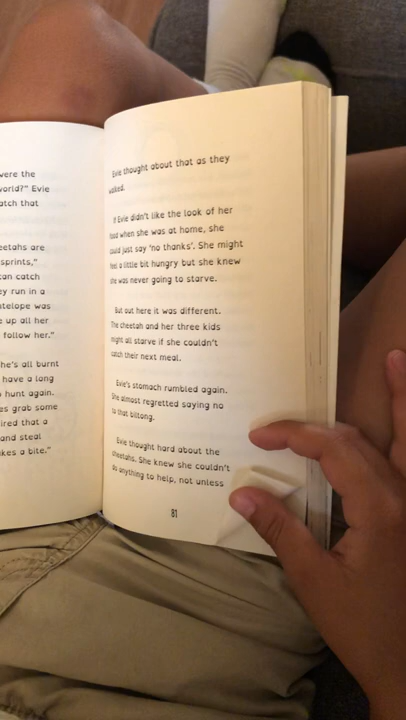 were the
world?" Evie
atch that
eetahs are
sprints,"
can catch
ey run in a
ntelope was
e up all her
follow her."
he's all burnt
have a long
hunt again.
es grab some
ired that a
and steal
kes a bite."
Evie thought about that as they
walked.
If Evie didn't like the look of her
food when she was at home, she
could just say 'no thanks'. She might
feel a little bit hungry but she knew
she was never going to starve.
But out here it was different.
The cheetah and her three kids
might all starve if she couldn't
catch their next meal.
Evie's stomach rumbled again.
She almost regretted saying no
to that biltong.
Evie thought hard about the
cheetahs. She knew she couldn't
do anything to help, not unless
81